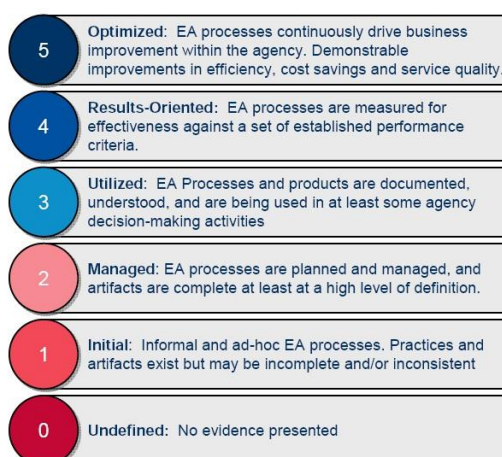 5
Optimized: EA processes continuously drive business
improvement within the agency. Demonstrable
improvements in efficiency, cost savings and service quality.
4
Results-Oriented: EA processes are measured for
effectiveness against a set of established performance
criteria.
3
Utilized: EA Processes and products are documented,
understood, and are being used in at least some agency
decision-making activities
2
Managed: EA processes are planned and managed, and
artifacts are complete at least at a high level of definition.
1
Initial: Informal and ad-hoc EA processes. Practices and
artifacts exist but may be incomplete and/or inconsistent
0
Undefined: No evidence presented